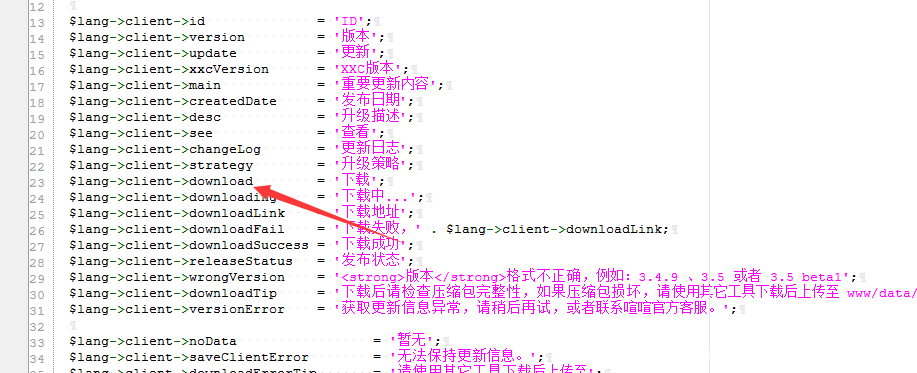 12
13 $lang->client->id = 'ID';
14 $lang->client->version = '版本';
15 $lang->client->update = '更新';
16 $lang->client->xxcVersion = 'XXC版本';
17 $lang->client->main = '重要更新内容';
18 $lang->client->createdDate = '发布日期';
19 $lang->client->desc = '升级描述';
20 $lang->client->see = '查看';
21 $lang->client->changeLog = '更新日志';
22 $lang->client->strategy = '升级策略';
23 $lang->client->download = '下载';
24 $lang->client->downloading = '下载中...';
25 $lang->client->downloadLink = '下载地址';
26 $lang->client->downloadFail = '下载失败，' . $lang->client->downloadLink;
27 $lang->client->downloadSuccess = '下载成功';
28 $lang->client->releaseStatus = '发布状态';
29 $lang->client->wrongVersion = '<strong>版本</strong>格式不正确，例如：3.4.9 、3.5 或者 3.5 beta1';
30 $lang->client->downloadTip = '下载后请检查压缩包完整性，如果压缩包损坏，请使用其它工具下载后上传至 www/data/
31 $lang->client->versionError = '获取更新信息异常，请稍后再试，或者联系喧喧官方客服。';
32
33 $lang->client->noData = '暂无';
34 $lang->client->saveClientError = '无法保持更新信息。';
$lang->client->downloadErrorTip = '请使用其它工具下载后上传至';